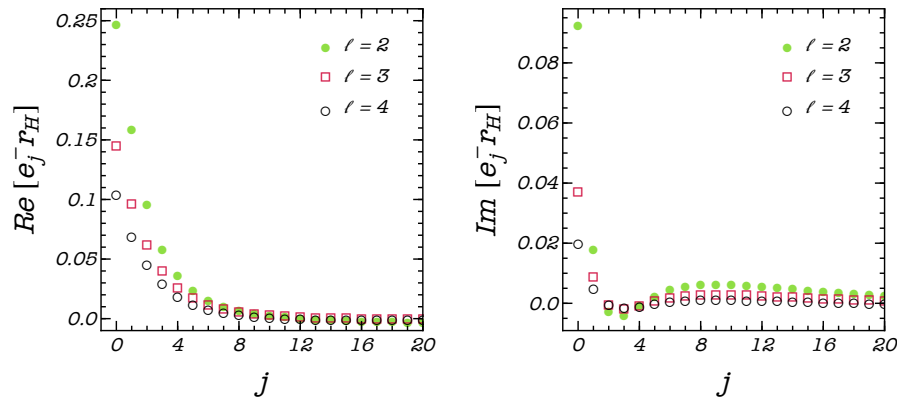 0.25
0.2
0.15
0.1
0.05
0.0
Re [e_j^- r_H]
ℓ = 2
ℓ = 3
ℓ = 4
0 4 8 12 16 20
j
0.08
0.06
0.04
0.02
0.0
Im [e_j^- r_H]
ℓ = 2
ℓ = 3
ℓ = 4
0 4 8 12 16 20
j